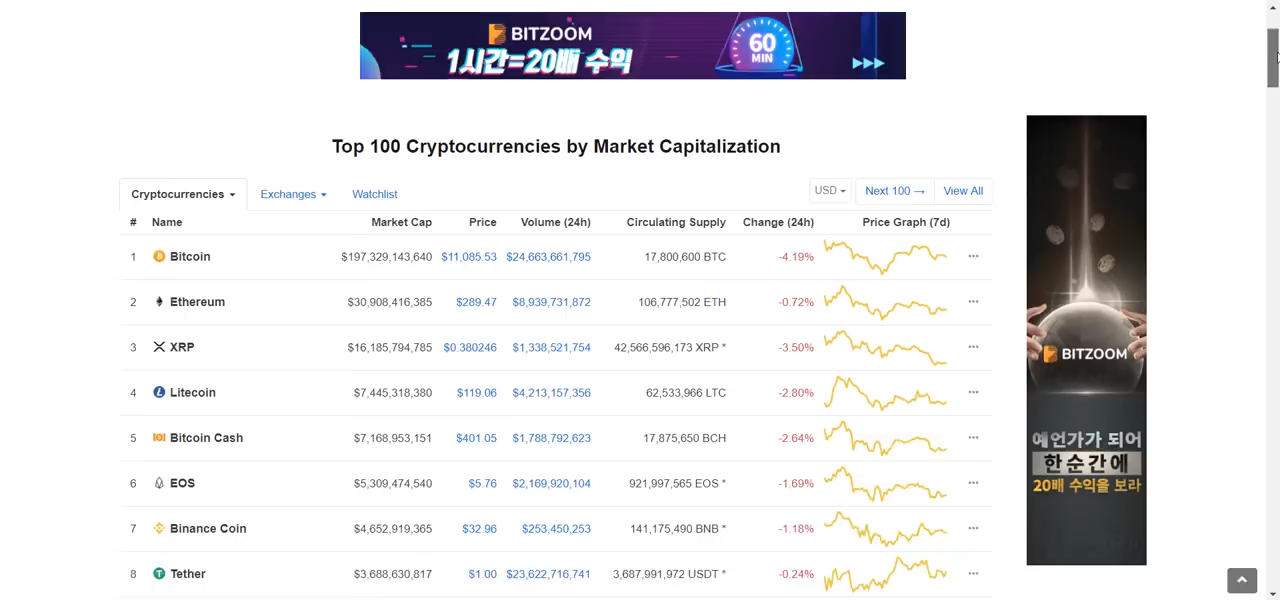 BITZOOM
1시간=20배 수익
60
MIN
Top 100 Cryptocurrencies by Market Capitalization
Cryptocurrencies Exchanges Watchlist USD Next 100 → View All
# Name Market Cap Price Volume (24h) Circulating Supply Change (24h) Price Graph (7d)
1 Bitcoin $197,329,143,640 $11,085.53 $24,663,661,795 17,800,600 BTC -4.19%
2 Ethereum $30,908,416,385 $289.47 $8,939,731,872 106,777,502 ETH -0.72%
3 XRP $16,185,794,785 $0.380246 $1,338,521,754 42,566,596,173 XRP * -3.50%
4 Litecoin $7,445,318,380 $119.06 $4,213,157,356 62,533,966 LTC -2.80%
5 Bitcoin Cash $7,168,953,151 $401.05 $1,788,792,623 17,875,650 BCH -2.64%
6 EOS $5,309,474,540 $5.76 $2,169,920,104 921,997,565 EOS * -1.69%
7 Binance Coin $4,652,919,365 $32.96 $253,450,253 141,175,490 BNB * -1.18%
8 Tether $3,688,630,817 $1.00 $23,622,716,741 3,687,991,972 USDT * -0.24%
BITZOOM
예언가가 되어
한순간에
20배 수익을 보라